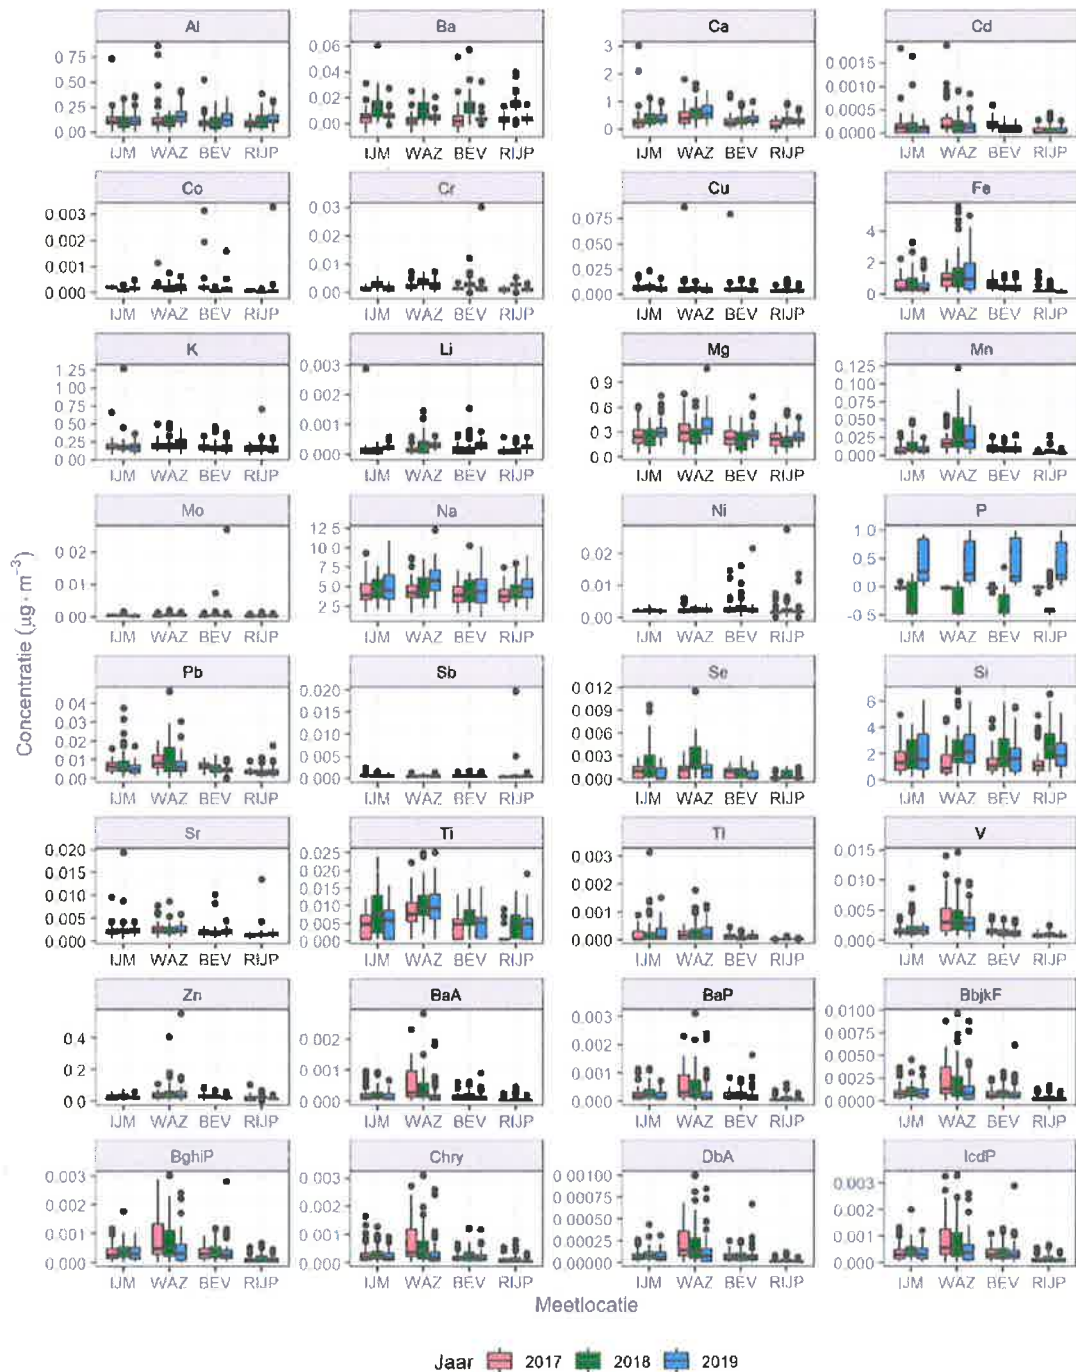 Al Ba Ca Cd
0.75 0.50 0.25 0.00
0.06 0.04 0.02 0.00
3 2 1 0
0.0015 0.0010 0.0005 0.0000
IJM WAZ BEV RIJP IJM WAZ BEV RIJP IJM WAZ BEV RIJP IJM WAZ BEV RIJP
Co Cr Cu Fe
0.003 0.002 0.001 0.000
0.03 0.02 0.01 0.00
0.075 0.050 0.025 0.000
4 2 0
IJM WAZ BEV RIJP IJM WAZ BEV RIJP IJM WAZ BEV RIJP IJM WAZ BEV RIJP
K Li Mg Mn
1.25 1.00 0.75 0.50 0.25 0.00
0.003 0.002 0.001 0.000
0.9 0.6 0.3 0.0
0.125 0.100 0.075 0.050 0.025 0.000
IJM WAZ BEV RIJP IJM WAZ BEV RIJP IJM WAZ BEV RIJP IJM WAZ BEV RIJP
Mo Na Ni P
0.02 0.01 0.00
12.5 10.0 7.5 5.0 2.5
0.02 0.01 0.00
1.0 0.5 0.0 -0.5
IJM WAZ BEV RIJP IJM WAZ BEV RIJP IJM WAZ BEV RIJP IJM WAZ BEV RIJP
Concentratie (µg · m⁻³)
Pb Sb Se Si
0.04 0.03 0.02 0.01 0.00
0.020 0.015 0.010 0.005 0.000
0.012 0.009 0.006 0.003 0.000
6 4 2 0
IJM WAZ BEV RIJP IJM WAZ BEV RIJP IJM WAZ BEV RIJP IJM WAZ BEV RIJP
Sr Ti Tl V
0.020 0.015 0.010 0.005 0.000
0.025 0.020 0.015 0.010 0.005 0.000
0.003 0.002 0.001 0.000
0.015 0.010 0.005 0.000
IJM WAZ BEV RIJP IJM WAZ BEV RIJP IJM WAZ BEV RIJP IJM WAZ BEV RIJP
Zn BaA BaP BbjkF
0.4 0.2 0.0
0.002 0.001 0.000
0.003 0.002 0.001 0.000
0.0100 0.0075 0.0050 0.0025 0.0000
IJM WAZ BEV RIJP IJM WAZ BEV RIJP IJM WAZ BEV RIJP IJM WAZ BEV RIJP
BghiP Chry DbA IcdP
0.003 0.002 0.001 0.000
0.003 0.002 0.001 0.000
0.00100 0.00075 0.00050 0.00025 0.00000
0.003 0.002 0.001 0.000
IJM WAZ BEV RIJP IJM WAZ BEV RIJP IJM WAZ BEV RIJP IJM WAZ BEV RIJP
Meetlocatie
Jaar 2017 2018 2019